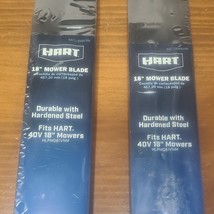 HART
18" MOWER BLADE
Durable with
Hardened Steel
Fits HART.
40V 18" Mowers
HART
18" MOWER BLADE
Durable with
Hardened Steel
Fits HART.
40V 18" Mowers